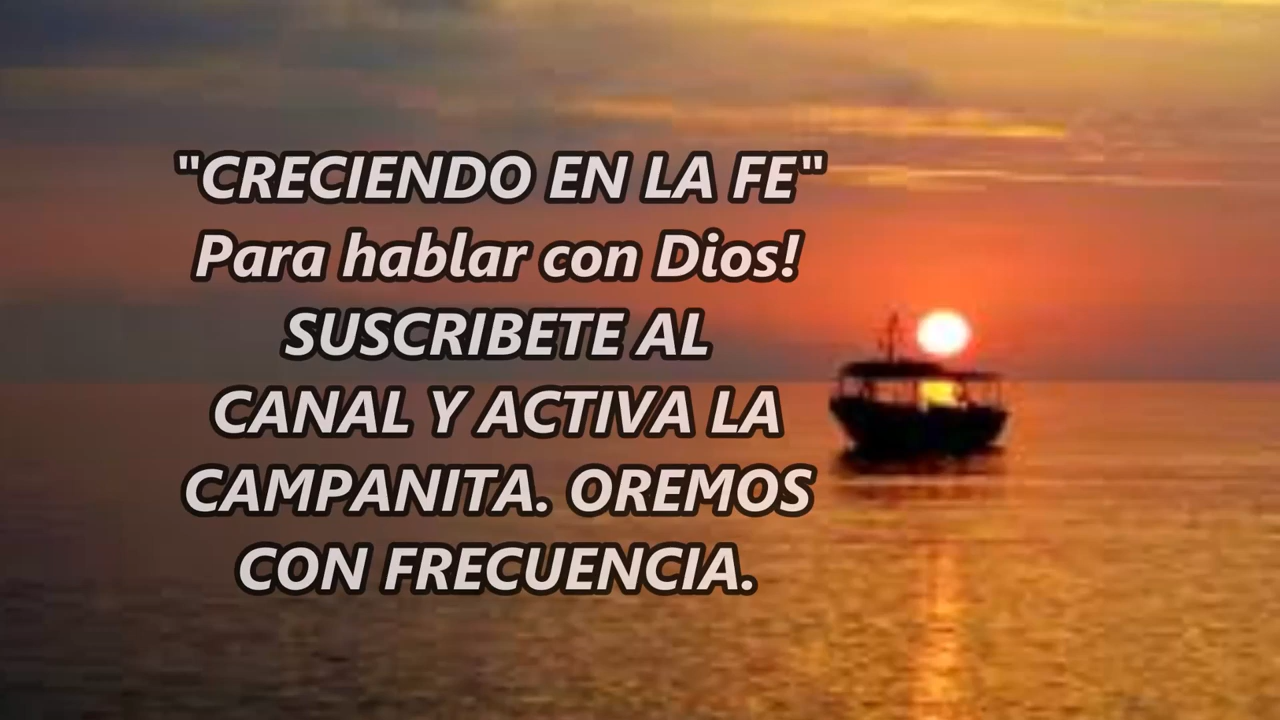 "CRECIENDO EN LA FE"
Para hablar con Dios!
SUSCRIBETE AL
CANAL Y ACTIVA LA
CAMPANITA. OREMOS
CON FRECUENCIA.